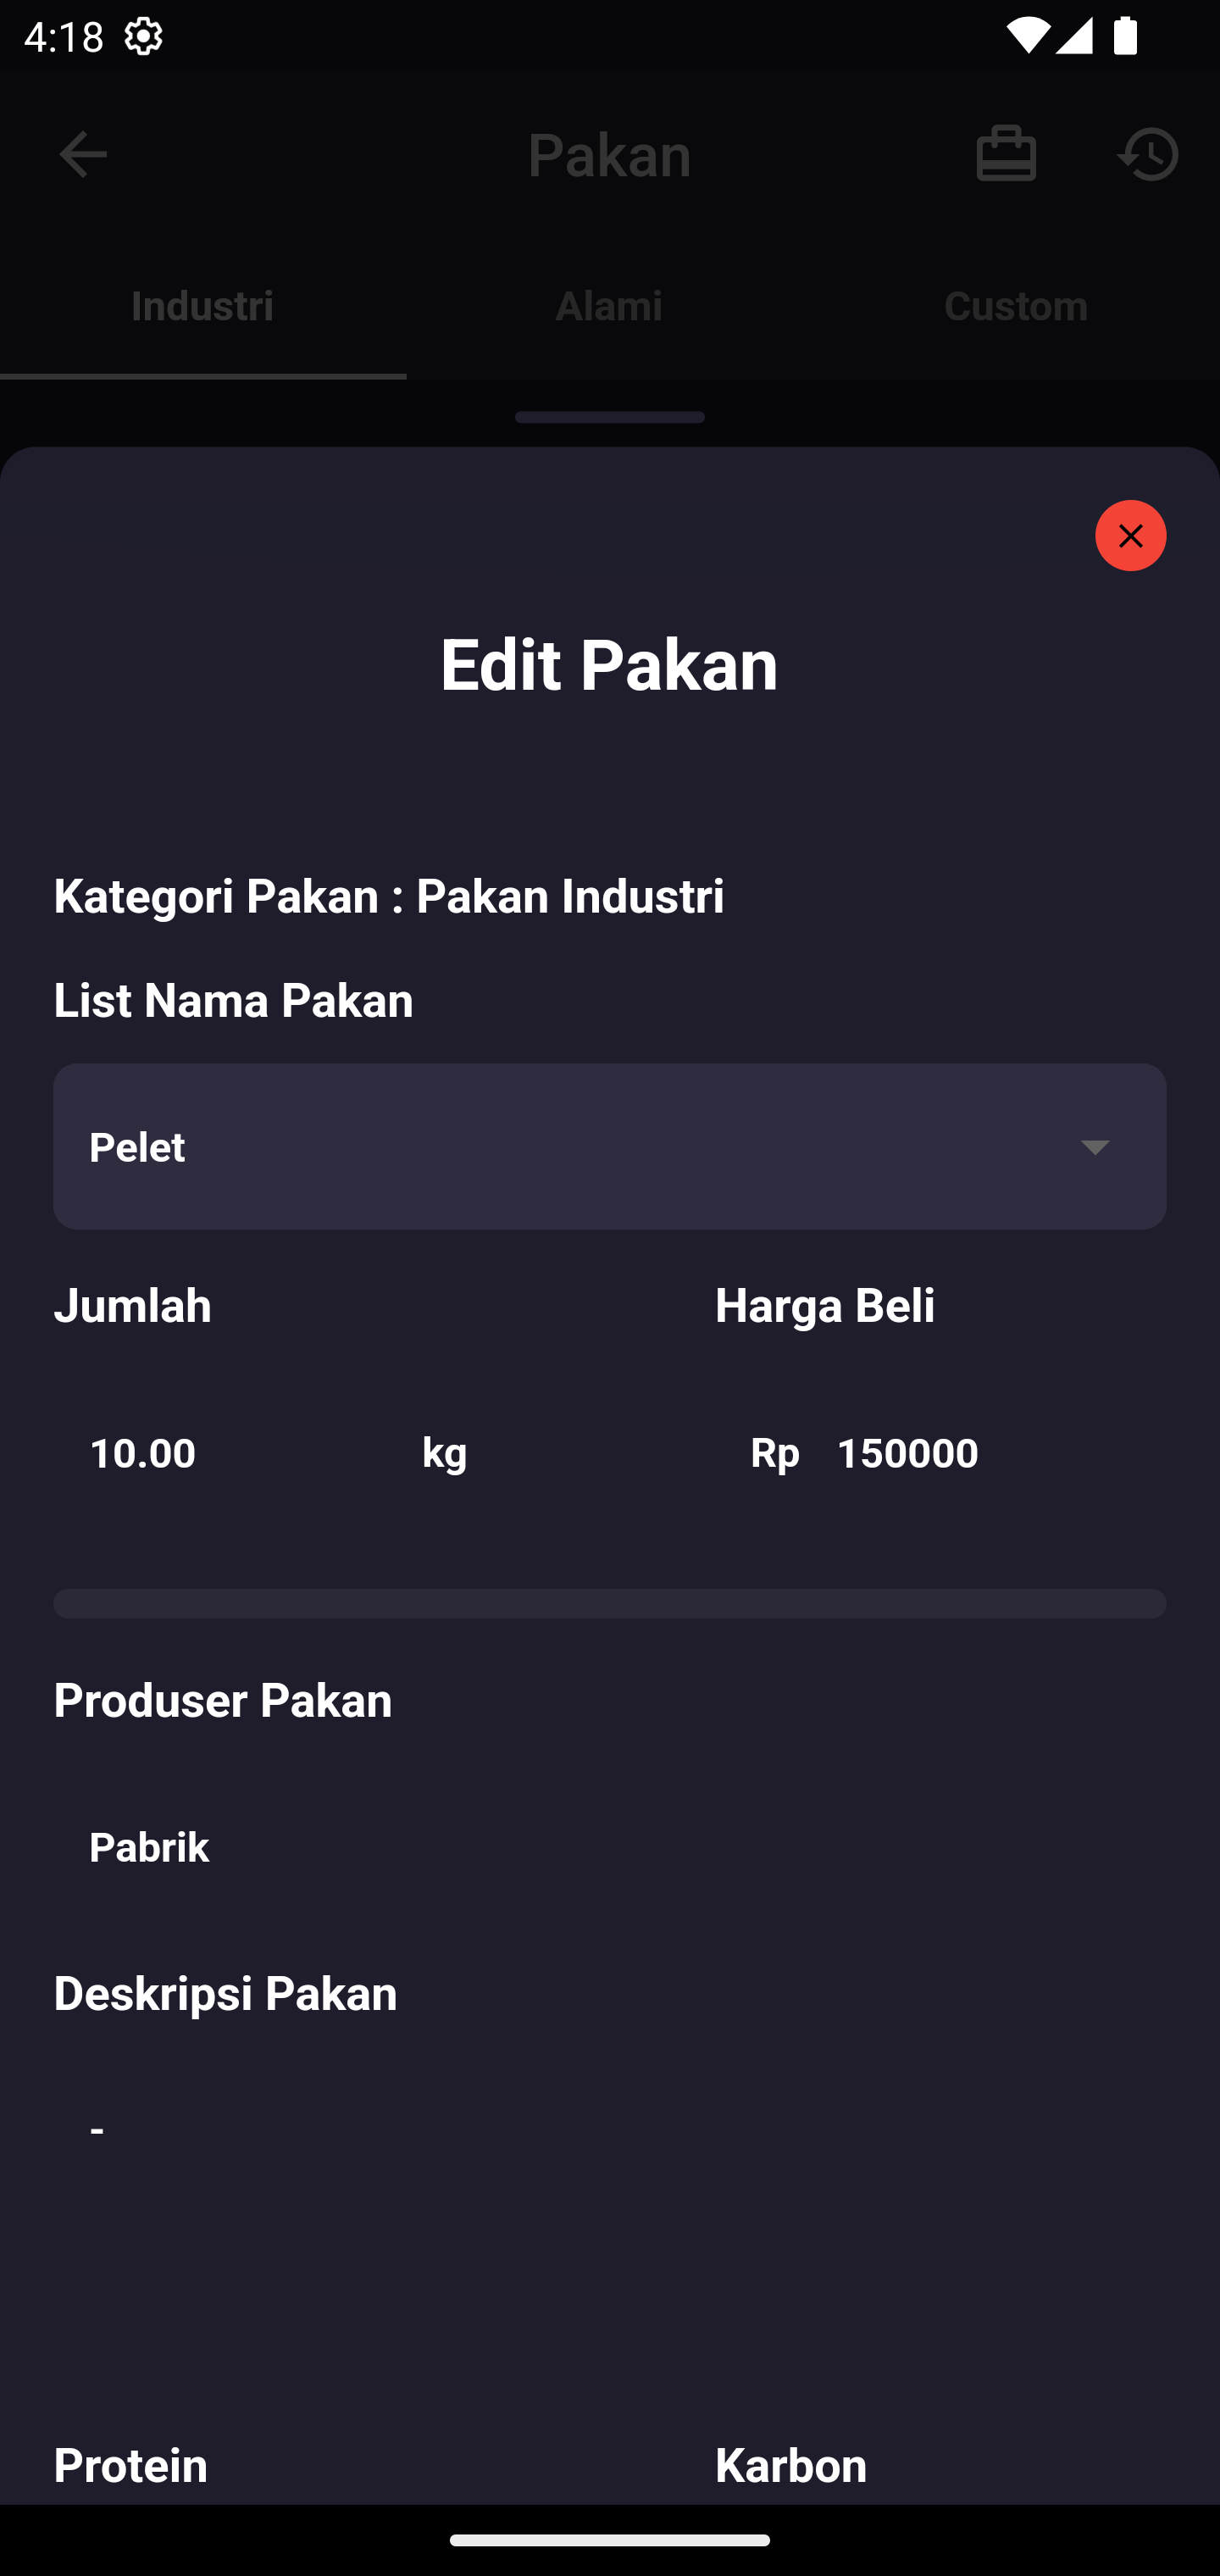 4:18
Pakan
Industri Alami Custom
Edit Pakan
Kategori Pakan : Pakan Industri
List Nama Pakan
Pelet
Jumlah Harga Beli
10.00 kg Rp 150000
Produser Pakan
Pabrik
Deskripsi Pakan
-
Protein Karbon